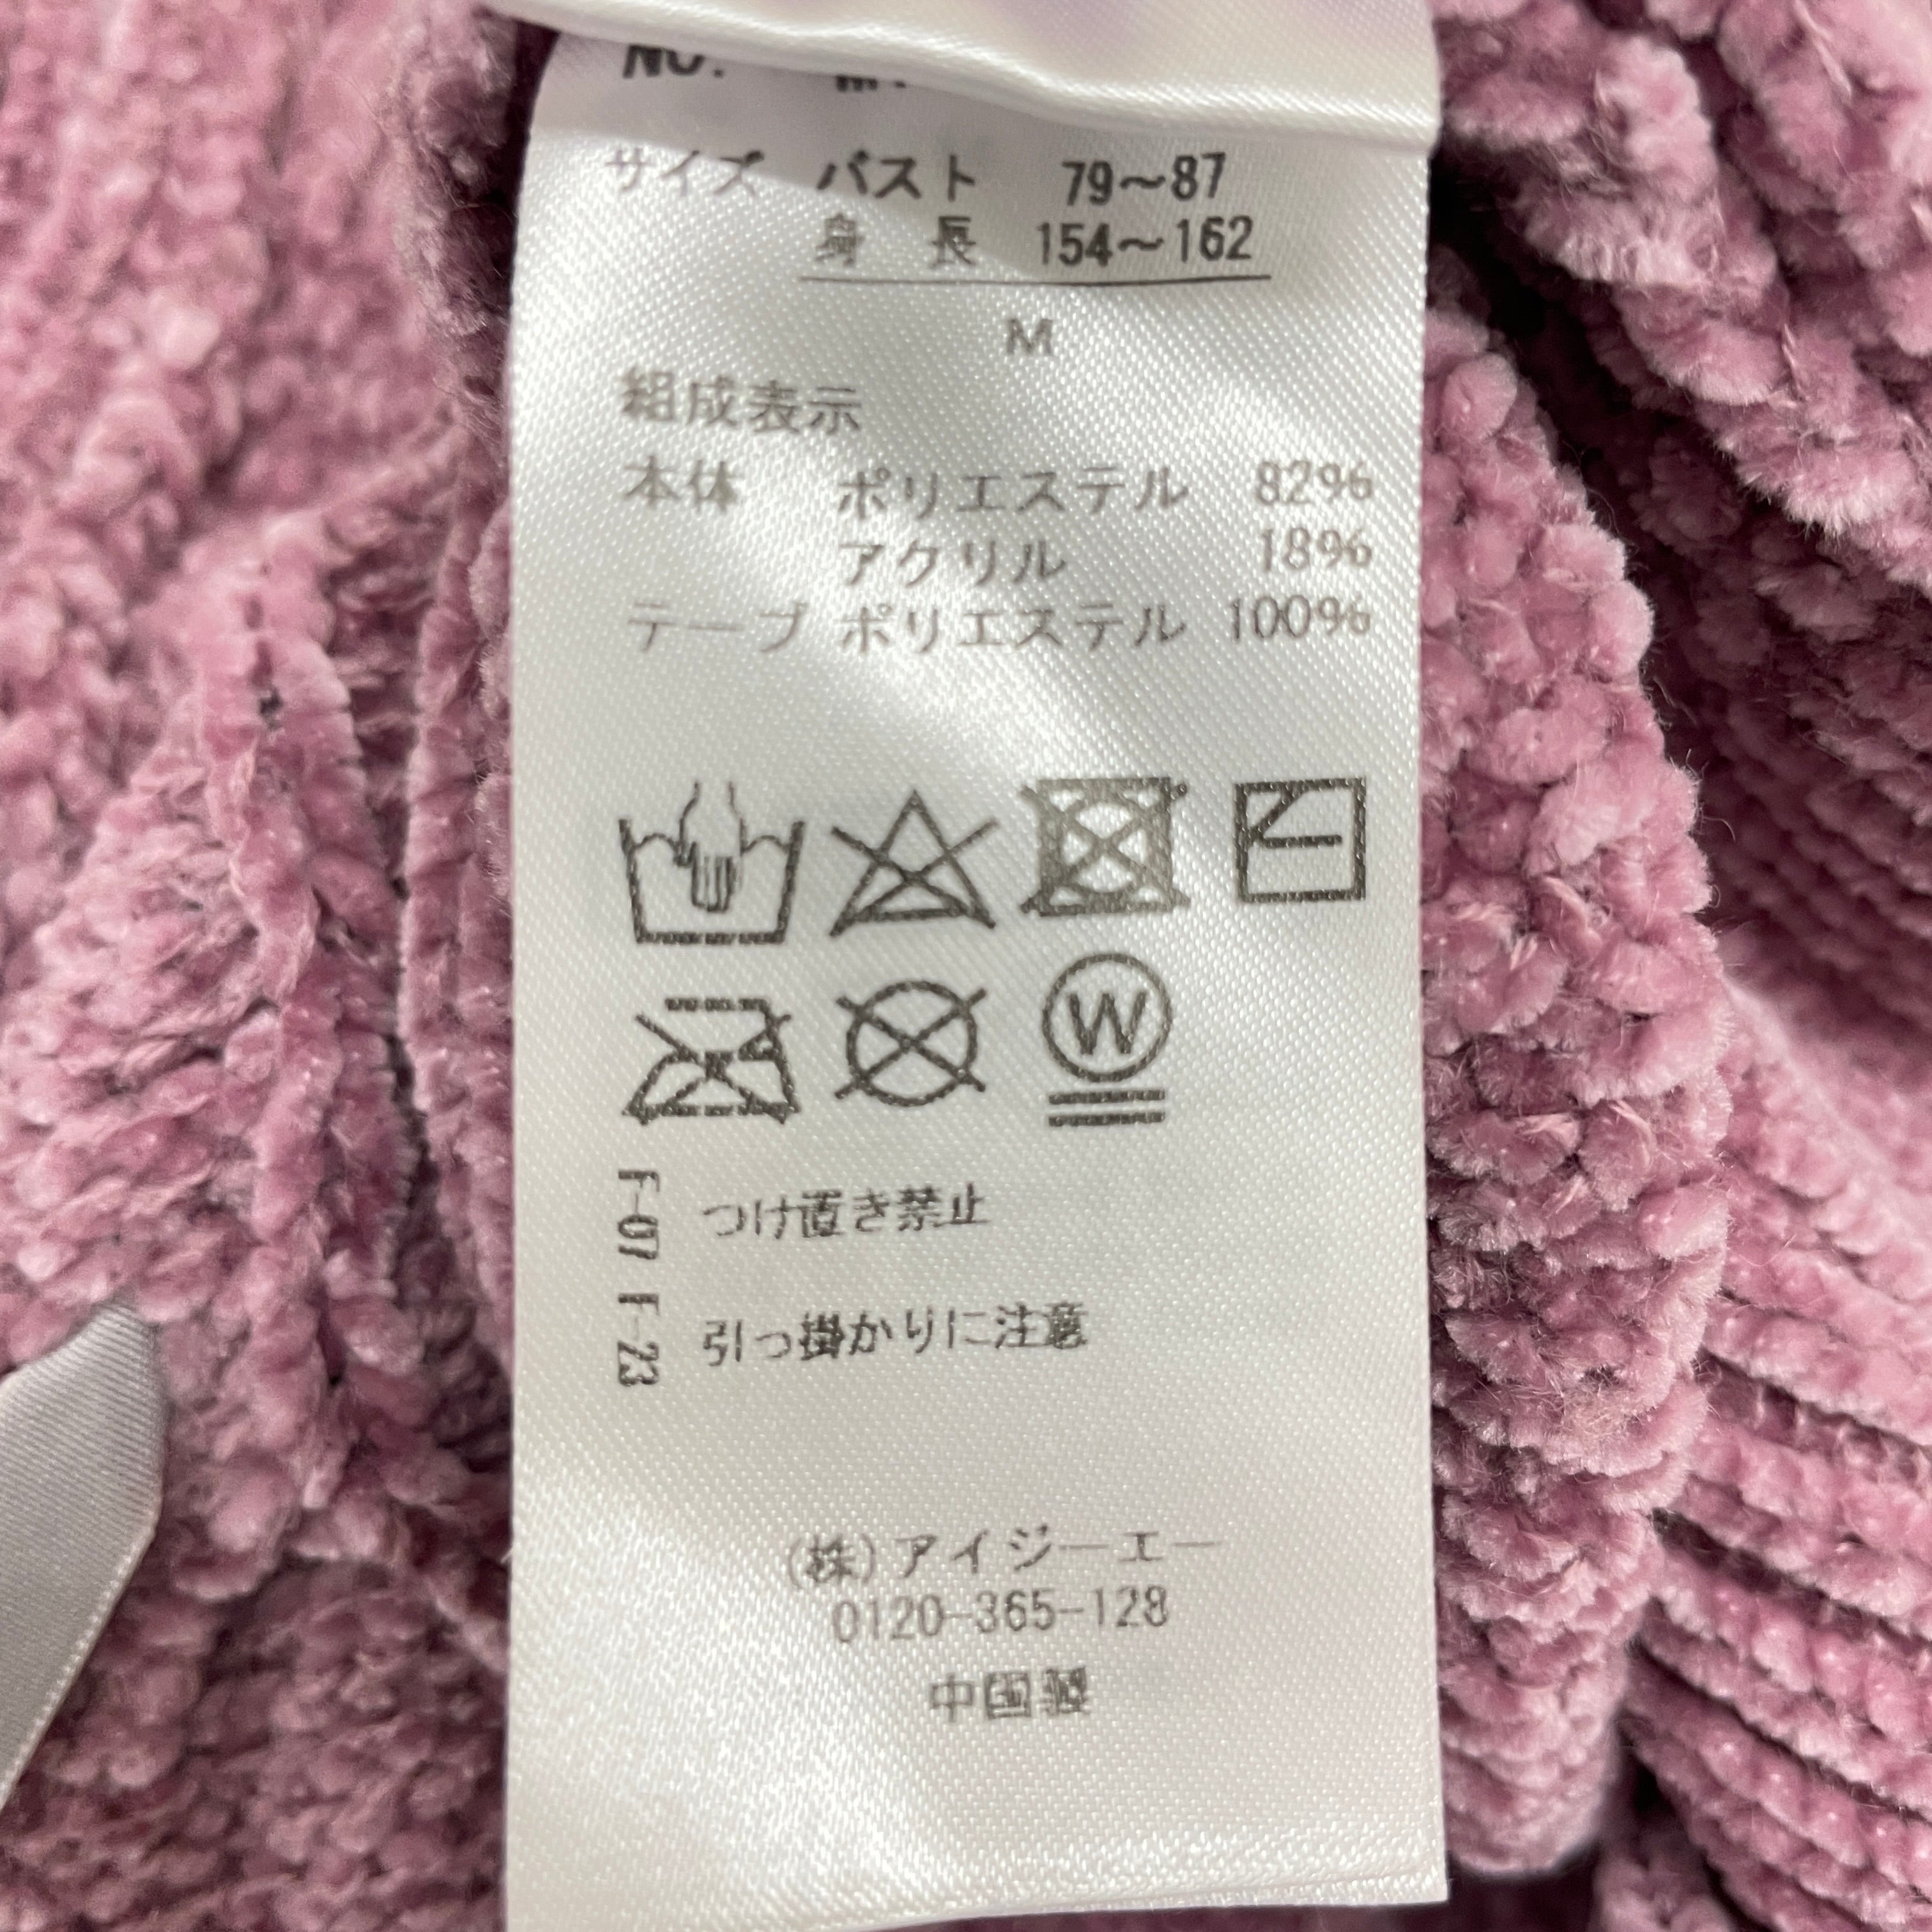 NO.
サイズ バスト 79～87
身 長 154～162
M
組成表示
本体 ポリエステル 82%
アクリル 18%
テープ ポリエステル 100%
W
F-07 つけ置き禁止
F-23 引っ掛かりに注意
(株)アイジーエー
0120-365-128
中国製